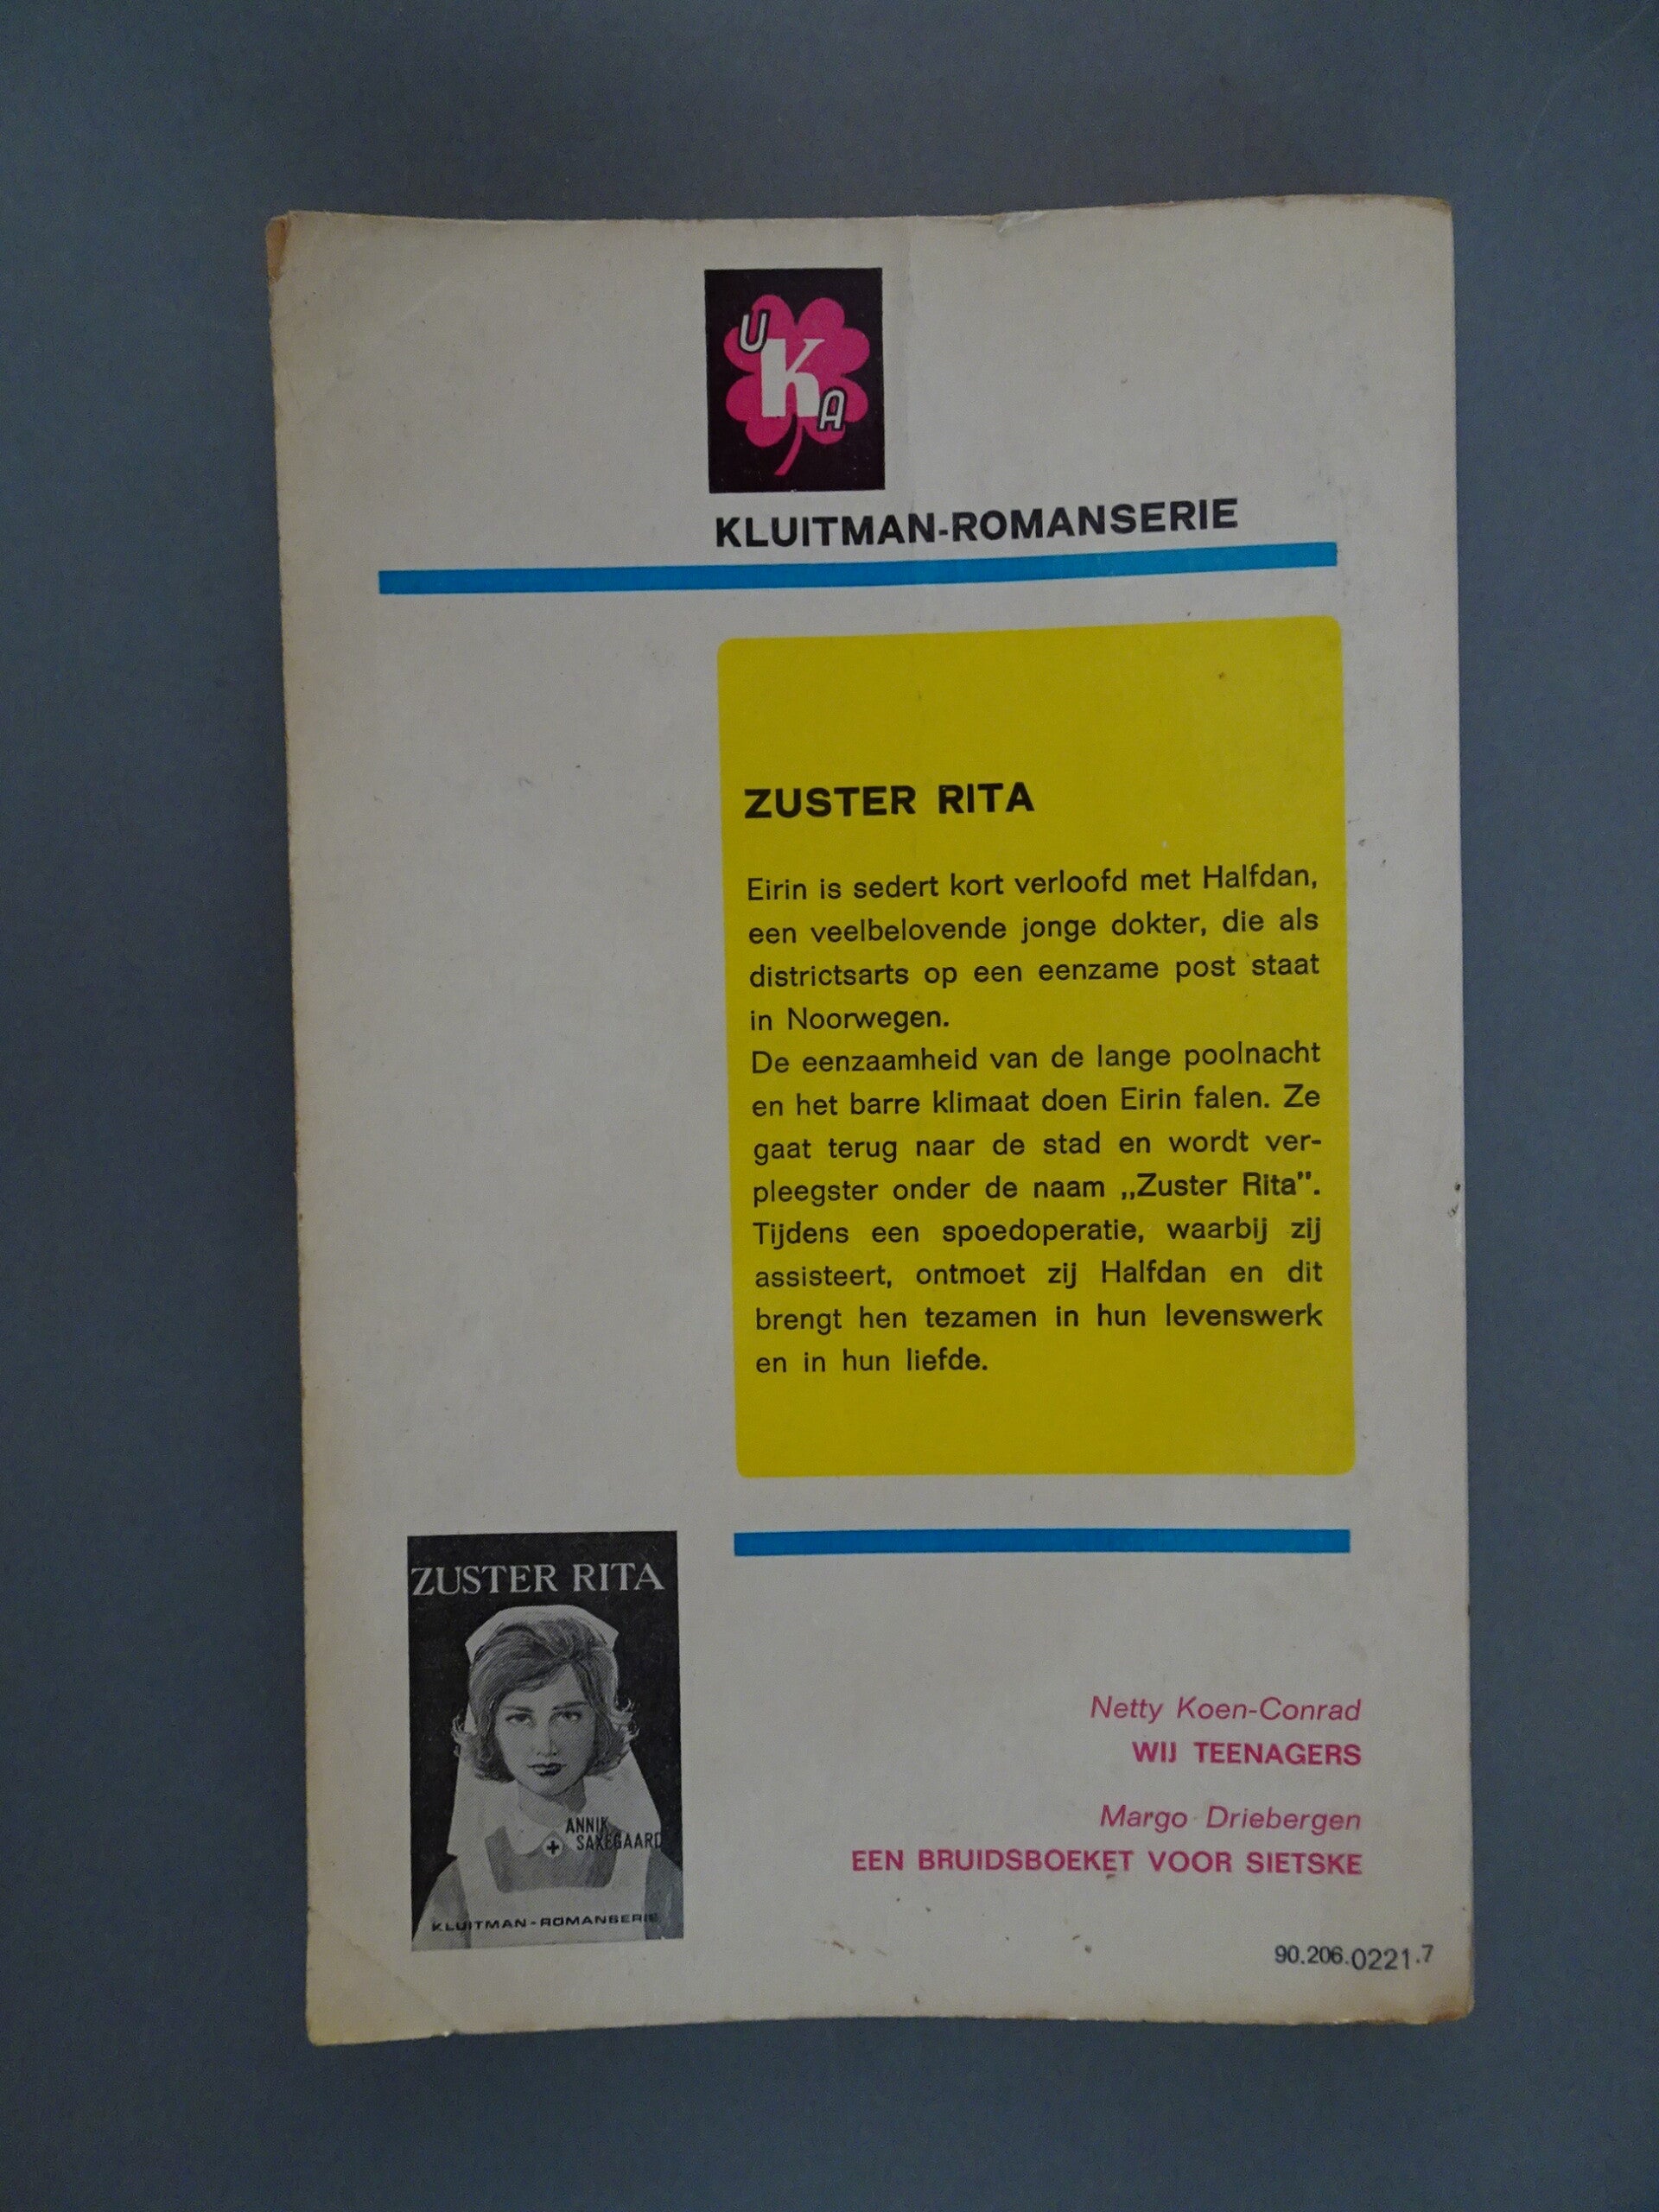 U
K
A
KLUITMAN-ROMANSERIE
ZUSTER RITA
Eirin is sedert kort verloofd met Halfdan,
een veelbelovende jonge dokter, die als
districtsarts op een eenzame post staat
in Noorwegen.
De eenzaamheid van de lange poolnacht
en het barre klimaat doen Eirin falen. Ze
gaat terug naar de stad en wordt ver-
pleegster onder de naam „Zuster Rita”.
Tijdens een spoedoperatie, waarbij zij
assisteert, ontmoet zij Halfdan en dit
brengt hen tezamen in hun levenswerk
en in hun liefde.
ZUSTER RITA
ANNIK
SAXEGAARD
KLUITMAN-ROMANSERIE
Netty Koen-Conrad
WIJ TEENAGERS
Margo Driebergen
EEN BRUIDSBOEKET VOOR SIETSKE
90.206.0221.7